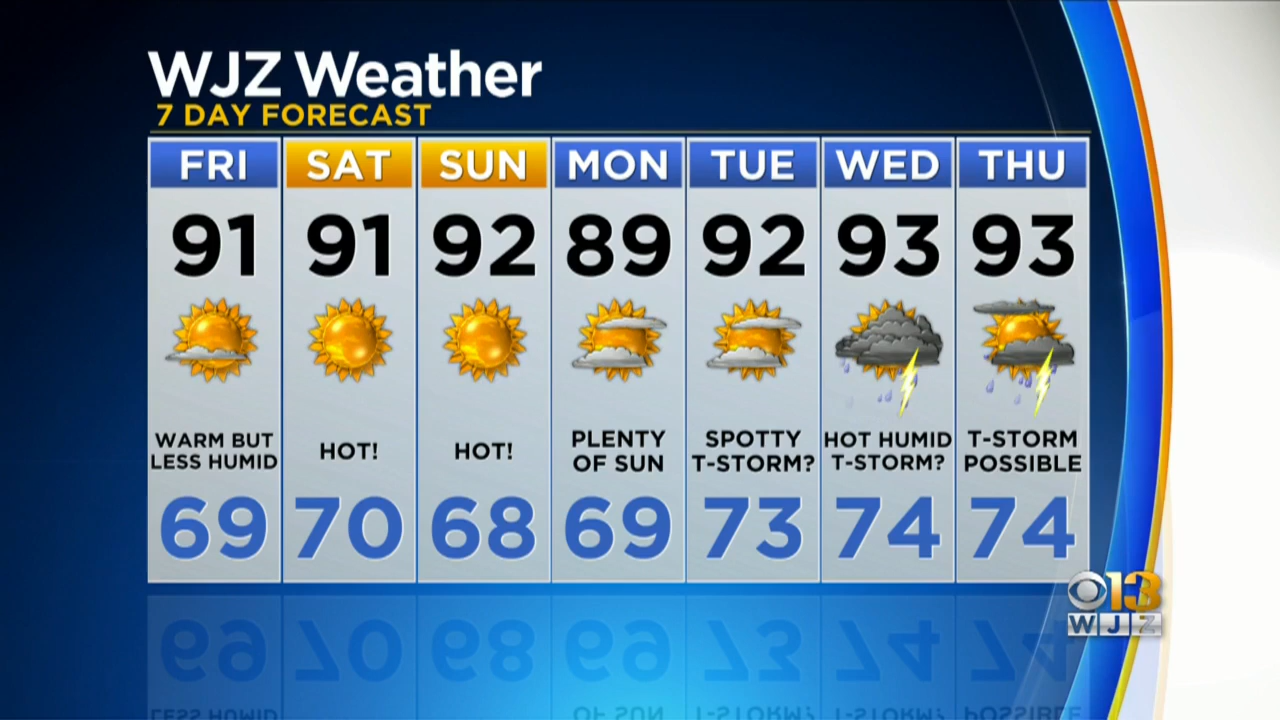 WJZ Weather
7 DAY FORECAST
FRI SAT SUN MON TUE WED THU
91 91 92 89 92 93 93
WARM BUT
LESS HUMID
HOT!
HOT!
PLENTY
OF SUN
SPOTTY
T-STORM?
HOT HUMID
T-STORM?
T-STORM
POSSIBLE
69 70 68 69 73 74 74
13
WJZ